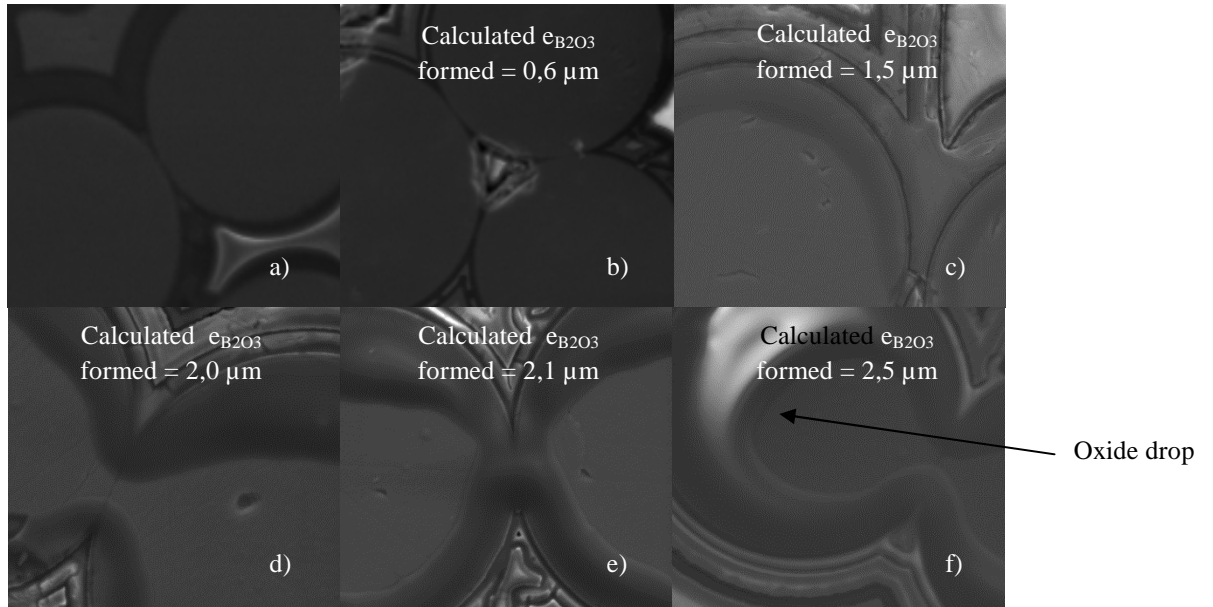 a)
Calculated eB2O3
formed = 0,6 µm
b)
Calculated eB2O3
formed = 1,5 µm
c)
Calculated eB2O3
formed = 2,0 µm
d)
Calculated eB2O3
formed = 2,1 µm
e)
Calculated eB2O3
formed = 2,5 µm
f)
Oxide drop